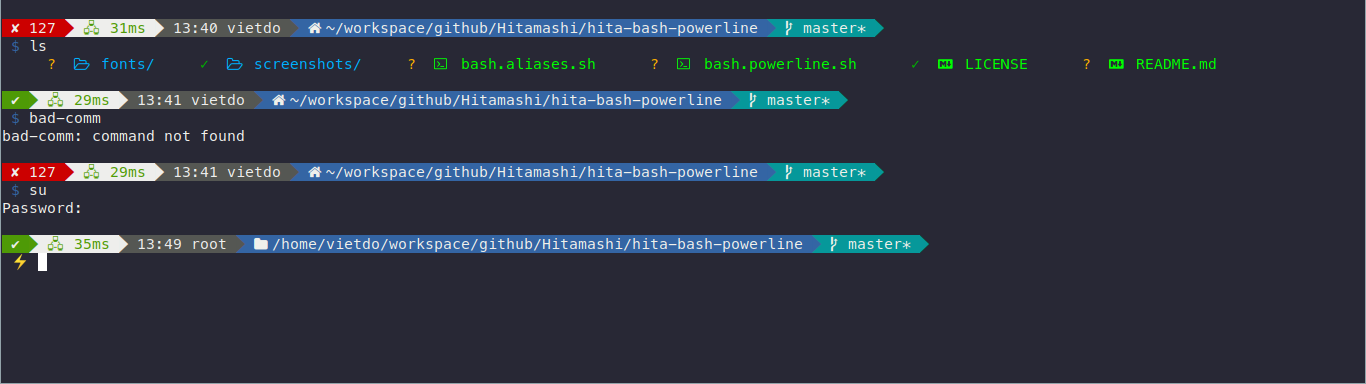 ✘ 127 31ms 13:40 vietdo ~/workspace/github/Hitamashi/hita-bash-powerline master*
$ ls
? fonts/ ✓ screenshots/ ? bash.aliases.sh ? bash.powerline.sh ✓ LICENSE ? README.md
✔ 29ms 13:41 vietdo ~/workspace/github/Hitamashi/hita-bash-powerline master*
$ bad-comm
bad-comm: command not found
✘ 127 29ms 13:41 vietdo ~/workspace/github/Hitamashi/hita-bash-powerline master*
$ su
Password:
✔ 35ms 13:49 root /home/vietdo/workspace/github/Hitamashi/hita-bash-powerline master*
⚡